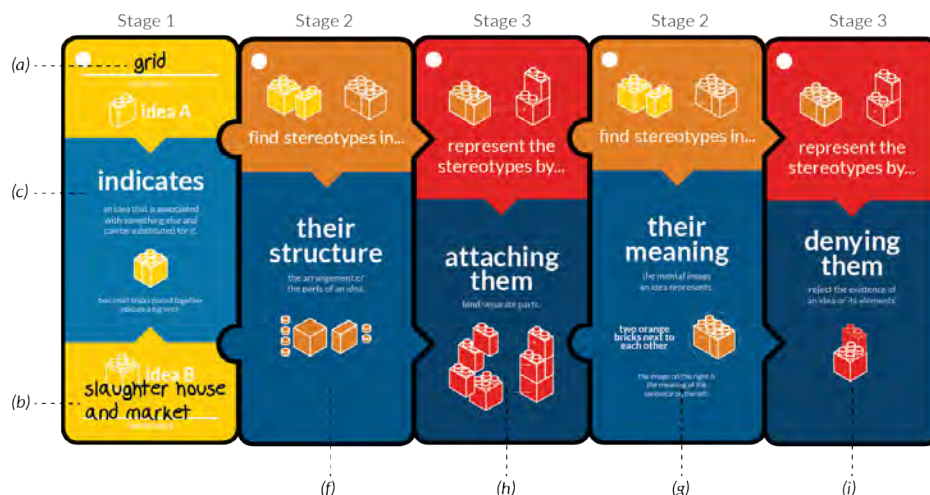 Stage 1
Stage 2
Stage 3
Stage 2
Stage 3
(a)
grid
idea A
(c)
indicates
an idea that is associated
with something else and
can be substituted for it.
two small bricks placed together
indicate a big brick
idea B
(b)
slaughter house
and market
find stereotypes in...
their
structure
the arrangement of
the parts of an idea.
(f)
represent the
stereotypes by...
attaching
them
bind separate parts.
(h)
find stereotypes in...
their
meaning
the mental image
an idea represents.
two orange
bricks next to
each other
the image on the right is
the meaning of the
sentence on the left
(g)
represent the
stereotypes by...
denying
them
reject the existence of
an idea or its elements
(i)